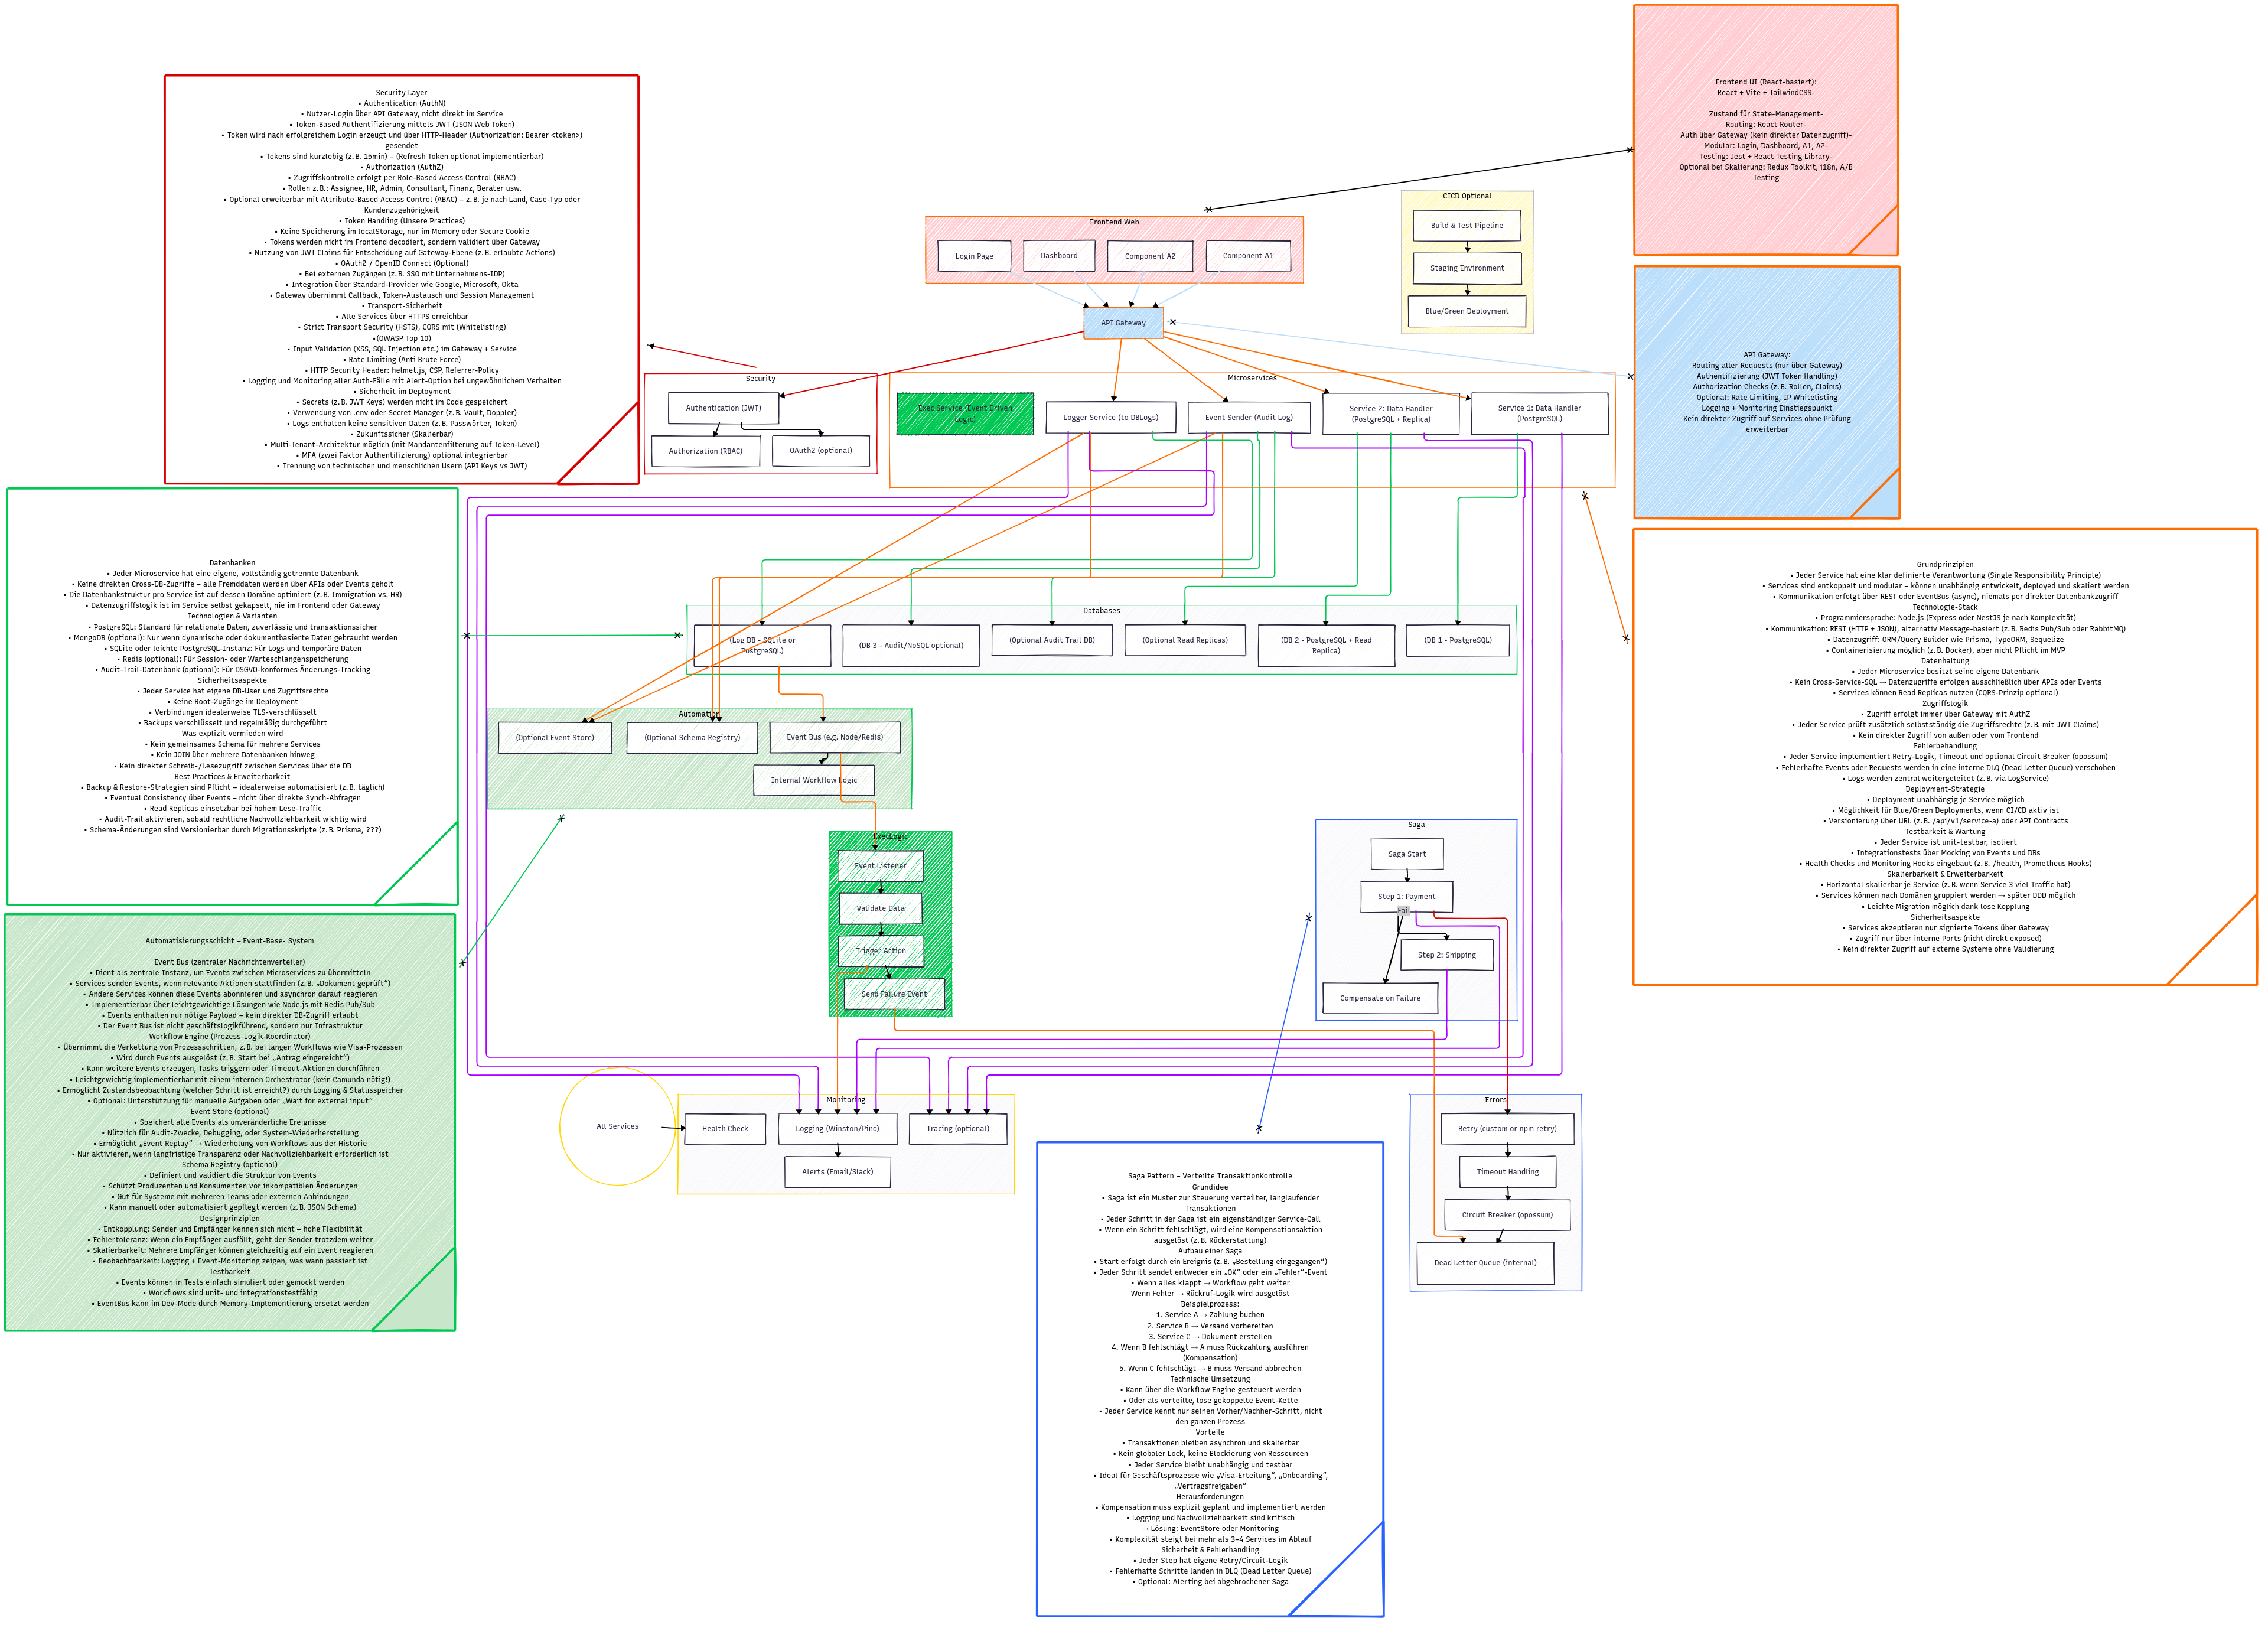 Security Layer
• Authentication (AuthN)
• Nutzer-Login über API Gateway, nicht direkt im Service
• Token-Based Authentifizierung mittels JWT (JSON Web Token)
• Token wird nach erfolgreichem Login erzeugt und über HTTP-Header (Authorization: Bearer <token>)
gesendet
• Tokens sind kurzlebig (z. B. 15min) – (Refresh Token optional implementierbar)
• Authorization (AuthZ)
• Zugriffskontrolle erfolgt per Role-Based Access Control (RBAC)
• Rollen z. B.: Assignee, HR, Admin, Consultant, Finanz, Berater usw.
• Optional erweiterbar mit Attribute-Based Access Control (ABAC) – z. B. je nach Land, Case-Typ oder
Kundenzugehörigkeit
• Token Handling (Unsere Practices)
• Keine Speicherung im localStorage, nur im Memory oder Secure Cookie
• Tokens werden nicht im Frontend decodiert, sondern validiert über Gateway
• Nutzung von JWT Claims für Entscheidung auf Gateway-Ebene (z. B. erlaubte Actions)
• OAuth2 / OpenID Connect (Optional)
• Bei externen Zugängen (z. B. SSO mit Unternehmens-IDP)
• Integration über Standard-Provider wie Google, Microsoft, Okta
• Gateway übernimmt Callback, Token-Austausch und Session Management
• Transport-Sicherheit
• Alle Services über HTTPS erreichbar
• Strict Transport Security (HSTS), CORS mit (Whitelisting)
•(OWASP Top 10)
• Input Validation (XSS, SQL Injection etc.) im Gateway + Service
• Rate Limiting (Anti Brute Force)
• HTTP Security Header: helmet.js, CSP, Referrer-Policy
• Logging und Monitoring aller Auth-Fälle mit Alert-Option bei ungewöhnlichem Verhalten
• Sicherheit im Deployment
• Secrets (z. B. JWT Keys) werden nicht im Code gespeichert
• Verwendung von .env oder Secret Manager (z. B. Vault, Doppler)
• Logs enthalten keine sensitiven Daten (z. B. Passwörter, Token)
• Zukunftssicher (Skalierbar)
• Multi-Tenant-Architektur möglich (mit Mandantenfilterung auf Token-Level)
• MFA (zwei Faktor Authentifizierung) optional integrierbar
• Trennung von technischen und menschlichen Usern (API Keys vs JWT)
Frontend UI (React-basiert):
React + Vite + TailwindCSS-
Zustand für State-Management-
Routing: React Router-
Auth über Gateway (kein direkter Datenzugriff)-
Modular: Login, Dashboard, A1, A2-
Testing: Jest + React Testing Library-
Optional bei Skalierung: Redux Toolkit, i18n, A/B
Testing
Frontend Web
Login Page
Dashboard
Component A2
Component A1
CICD Optional
Build & Test Pipeline
Staging Environment
Blue/Green Deployment
API Gateway
API Gateway:
Routing aller Requests (nur über Gateway)
Authentifizierung (JWT Token Handling)
Authorization Checks (z. B. Rollen, Claims)
Optional: Rate Limiting, IP Whitelisting
Logging + Monitoring Einstiegspunkt
Kein direkter Zugriff auf Services ohne Prüfung
erweiterbar
Security
Authentication (JWT)
Authorization (RBAC)
OAuth2 (optional)
Microservices
Exec Service (Event Driven
Logic)
Logger Service (to DBLogs)
Event Sender (Audit Log)
Service 2: Data Handler
(PostgreSQL + Replica)
Service 1: Data Handler
(PostgreSQL)
Datenbanken
• Jeder Microservice hat eine eigene, vollständig getrennte Datenbank
• Keine direkten Cross-DB-Zugriffe – alle Fremddaten werden über APIs oder Events geholt
• Die Datenbankstruktur pro Service ist auf dessen Domäne optimiert (z. B. Immigration vs. HR)
• Datenzugriffslogik ist im Service selbst gekapselt, nie im Frontend oder Gateway
Technologien & Varianten
• PostgreSQL: Standard für relationale Daten, zuverlässig und transaktionssicher
• MongoDB (optional): Nur wenn dynamische oder dokumentbasierte Daten gebraucht werden
• SQLite oder leichte PostgreSQL-Instanz: Für Logs und temporäre Daten
• Redis (optional): Für Session- oder Warteschlangenspeicherung
• Audit-Trail-Datenbank (optional): Für DSGVO-konformes Änderungs-Tracking
Sicherheitsaspekte
• Jeder Service hat eigene DB-User und Zugriffsrechte
• Keine Root-Zugänge im Deployment
• Verbindungen idealerweise TLS-verschlüsselt
• Backups verschlüsselt und regelmäßig durchgeführt
Was explizit vermieden wird
• Kein gemeinsames Schema für mehrere Services
• Kein JOIN über mehrere Datenbanken hinweg
• Kein direkter Schreib-/Lesezugriff zwischen Services über die DB
Best Practices & Erweiterbarkeit
• Backup & Restore-Strategien sind Pflicht – idealerweise automatisiert (z. B. täglich)
• Eventual Consistency über Events – nicht über direkte Synch-Abfragen
• Read Replicas einsetzbar bei hohem Lese-Traffic
• Audit-Trail aktivieren, sobald rechtliche Nachvollziehbarkeit wichtig wird
• Schema-Änderungen sind Versionierbar durch Migrationsskripte (z. B. Prisma, ???)
Databases
(Log DB - SQLite or
PostgreSQL)
(DB 3 - Audit/NoSQL optional)
(Optional Audit Trail DB)
(Optional Read Replicas)
(DB 2 - PostgreSQL + Read
Replica)
(DB 1 - PostgreSQL)
Grundprinzipien
• Jeder Service hat eine klar definierte Verantwortung (Single Responsibility Principle)
• Services sind entkoppelt und modular – können unabhängig entwickelt, deployed und skaliert werden
• Kommunikation erfolgt über REST oder EventBus (async), niemals per direkter Datenbankzugriff
Technologie-Stack
• Programmiersprache: Node.js (Express oder NestJS je nach Komplexität)
• Kommunikation: REST (HTTP + JSON), alternativ Message-basiert (z. B. Redis Pub/Sub oder RabbitMQ)
• Datenzugriff: ORM/Query Builder wie Prisma, TypeORM, Sequelize
• Containerisierung möglich (z. B. Docker), aber nicht Pflicht im MVP
Datenhaltung
• Jeder Microservice besitzt seine eigene Datenbank
• Kein Cross-Service-SQL → Datenzugriffe erfolgen ausschließlich über APIs oder Events
• Services können Read Replicas nutzen (CQRS-Prinzip optional)
Zugriffslogik
• Zugriff erfolgt immer über Gateway mit AuthZ
• Jeder Service prüft zusätzlich selbstständig die Zugriffsrechte (z. B. mit JWT Claims)
• Kein direkter Zugriff von außen oder vom Frontend
Fehlerbehandlung
• Jeder Service implementiert Retry-Logik, Timeout und optional Circuit Breaker (opossum)
• Fehlerhafte Events oder Requests werden in eine interne DLQ (Dead Letter Queue) verschoben
• Logs werden zentral weitergeleitet (z. B. via LogService)
Deployment-Strategie
• Deployment unabhängig je Service möglich
• Möglichkeit für Blue/Green Deployments, wenn CI/CD aktiv ist
• Versionierung über URL (z. B. /api/v1/service-a) oder API Contracts
Testbarkeit & Wartung
• Jeder Service ist unit-testbar, isoliert
• Integrationstests über Mocking von Events und DBs
• Health Checks und Monitoring Hooks eingebaut (z. B. /health, Prometheus Hooks)
Skalierbarkeit & Erweiterbarkeit
• Horizontal skalierbar je Service (z. B. wenn Service 3 viel Traffic hat)
• Services können nach Domänen gruppiert werden → später DDD möglich
• Leichte Migration möglich dank lose Kopplung
Sicherheitsaspekte
• Services akzeptieren nur signierte Tokens über Gateway
• Zugriff nur über interne Ports (nicht direkt exposed)
• Kein direkter Zugriff auf externe Systeme ohne Validierung
Automation
(Optional Event Store)
(Optional Schema Registry)
Event Bus (e.g. Node/Redis)
Internal Workflow Logic
ExecLogic
Event Listener
Validate Data
Trigger Action
Send Failure Event
Saga
Saga Start
Step 1: Payment
Fail
Step 2: Shipping
Compensate on Failure
Automatisierungsschicht – Event-Base- System
Event Bus (zentraler Nachrichtenverteiler)
• Dient als zentrale Instanz, um Events zwischen Microservices zu übermitteln
• Services senden Events, wenn relevante Aktionen stattfinden (z. B. „Dokument geprüft“)
• Andere Services können diese Events abonnieren und asynchron darauf reagieren
• Implementierbar über leichtgewichtige Lösungen wie Node.js mit Redis Pub/Sub
• Events enthalten nur nötige Payload – kein direkter DB-Zugriff erlaubt
• Der Event Bus ist nicht geschäftslogikführend, sondern nur Infrastruktur
Workflow Engine (Prozess-Logik-Koordinator)
• Übernimmt die Verkettung von Prozessschritten, z. B. bei langen Workflows wie Visa-Prozessen
• Wird durch Events ausgelöst (z. B. Start bei „Antrag eingereicht“)
• Kann weitere Events erzeugen, Tasks triggern oder Timeout-Aktionen durchführen
• Leichtgewichtig implementierbar mit einem internen Orchestrator (kein Camunda nötig!)
• Ermöglicht Zustandsbeobachtung (welcher Schritt ist erreicht?) durch Logging & Statusspeicher
• Optional: Unterstützung für manuelle Aufgaben oder „Wait for external input“
Event Store (optional)
• Speichert alle Events als unveränderliche Ereignisse
• Nützlich für Audit-Zwecke, Debugging, oder System-Wiederherstellung
• Ermöglicht „Event Replay“ → Wiederholung von Workflows aus der Historie
• Nur aktivieren, wenn langfristige Transparenz oder Nachvollziehbarkeit erforderlich ist
Schema Registry (optional)
• Definiert und validiert die Struktur von Events
• Schützt Produzenten und Konsumenten vor inkompatiblen Änderungen
• Gut für Systeme mit mehreren Teams oder externen Anbindungen
• Kann manuell oder automatisiert gepflegt werden (z. B. JSON Schema)
Designprinzipien
• Entkopplung: Sender und Empfänger kennen sich nicht – hohe Flexibilität
• Fehlertoleranz: Wenn ein Empfänger ausfällt, geht der Sender trotzdem weiter
• Skalierbarkeit: Mehrere Empfänger können gleichzeitig auf ein Event reagieren
• Beobachtbarkeit: Logging + Event-Monitoring zeigen, was wann passiert ist
Testbarkeit
• Events können in Tests einfach simuliert oder gemockt werden
• Workflows sind unit- und integrationstestfähig
• EventBus kann im Dev-Mode durch Memory-Implementierung ersetzt werden
All Services
Monitoring
Health Check
Logging (Winston/Pino)
Tracing (optional)
Alerts (Email/Slack)
Errors
Retry (custom or npm retry)
Timeout Handling
Circuit Breaker (opossum)
Dead Letter Queue (internal)
Saga Pattern – Verteilte TransaktionKontrolle
Grundidee
• Saga ist ein Muster zur Steuerung verteilter, langlaufender
Transaktionen
• Jeder Schritt in der Saga ist ein eigenständiger Service-Call
• Wenn ein Schritt fehlschlägt, wird eine Kompensationsaktion
ausgelöst (z. B. Rückerstattung)
Aufbau einer Saga
• Start erfolgt durch ein Ereignis (z. B. „Bestellung eingegangen“)
• Jeder Schritt sendet entweder ein „OK“ oder ein „Fehler“-Event
• Wenn alles klappt → Workflow geht weiter
Wenn Fehler → Rückruf-Logik wird ausgelöst
Beispielprozess:
1. Service A → Zahlung buchen
2. Service B → Versand vorbereiten
3. Service C → Dokument erstellen
4. Wenn B fehlschlägt → A muss Rückzahlung ausführen
(Kompensation)
5. Wenn C fehlschlägt → B muss Versand abbrechen
Technische Umsetzung
• Kann über die Workflow Engine gesteuert werden
• Oder als verteilte, lose gekoppelte Event-Kette
• Jeder Service kennt nur seinen Vorher/Nachher-Schritt, nicht
den ganzen Prozess
Vorteile
• Transaktionen bleiben asynchron und skalierbar
• Kein globaler Lock, keine Blockierung von Ressourcen
• Jeder Service bleibt unabhängig und testbar
• Ideal für Geschäftsprozesse wie „Visa-Erteilung“, „Onboarding“,
„Vertragsfreigaben“
Herausforderungen
• Kompensation muss explizit geplant und implementiert werden
• Logging und Nachvollziehbarkeit sind kritisch
→ Lösung: EventStore oder Monitoring
• Komplexität steigt bei mehr als 3–4 Services im Ablauf
Sicherheit & Fehlerhandling
• Jeder Step hat eigene Retry/Circuit-Logik
• Fehlerhafte Schritte landen in DLQ (Dead Letter Queue)
• Optional: Alerting bei abgebrochener Saga